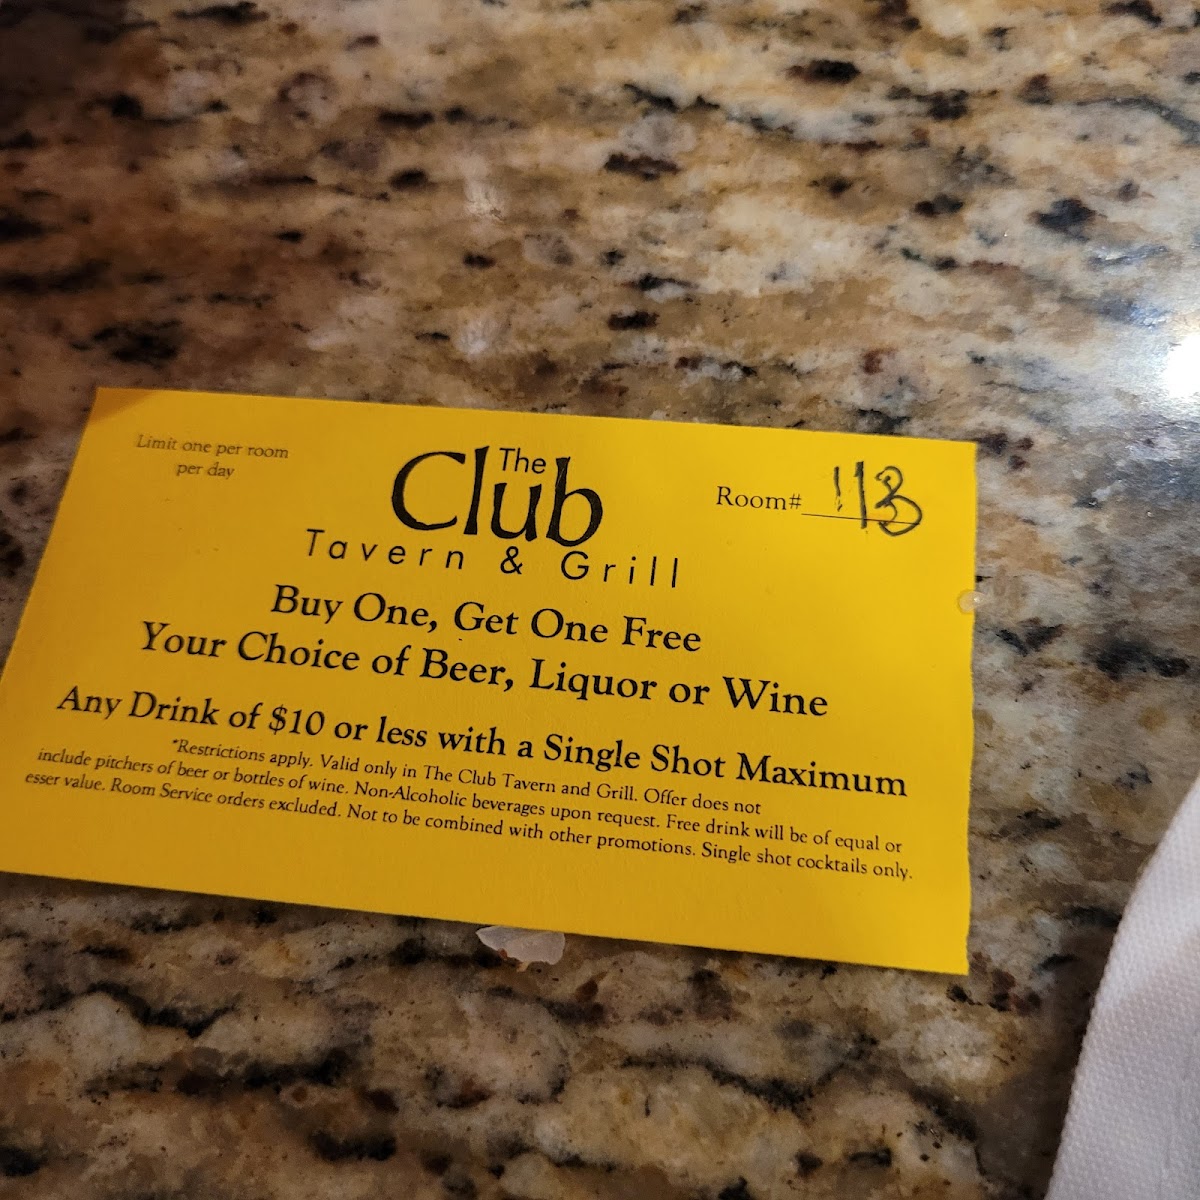 Limit one per room
per day
The
Club
Tavern & Grill
Room# 113
Buy One, Get One Free
Your Choice of Beer, Liquor or Wine
Any Drink of $10 or less with a Single Shot Maximum
*Restrictions apply. Valid only in The Club Tavern and Grill. Offer does not
include pitchers of beer or bottles of wine. Non-Alcoholic beverages upon request. Free drink will be of equal or
esser value. Room Service orders excluded. Not to be combined with other promotions. Single shot cocktails only.